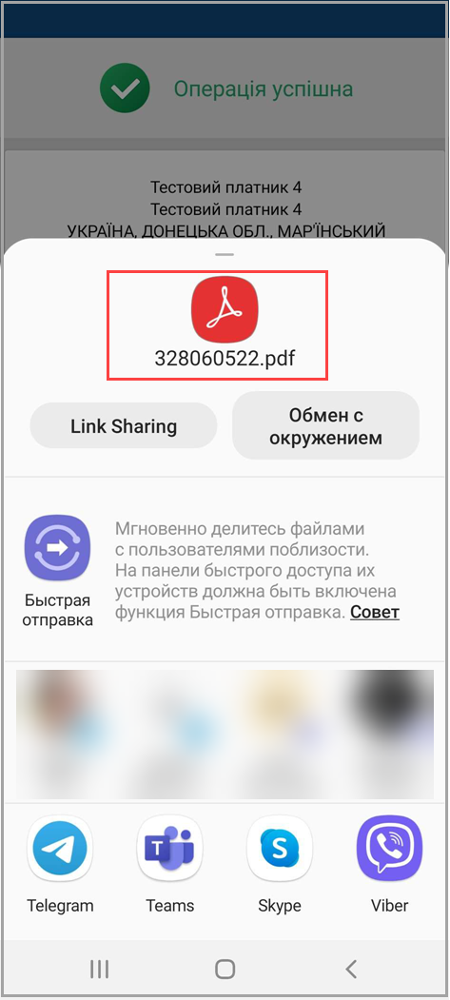 Операція успішна
Тестовий платник 4
Тестовий платник 4
УКРАЇНА, ДОНЕЦЬКА ОБЛ., МАР'ЇНСЬКИЙ
328060522.pdf
Link Sharing
Обмен с
окружением
Мгновенно делитесь файлами
с пользователями поблизости.
На панели быстрого доступа их
устройств должна быть включена
функция Быстрая отправка. Совет
Быстрая
отправка
Telegram
Teams
Skype
Viber